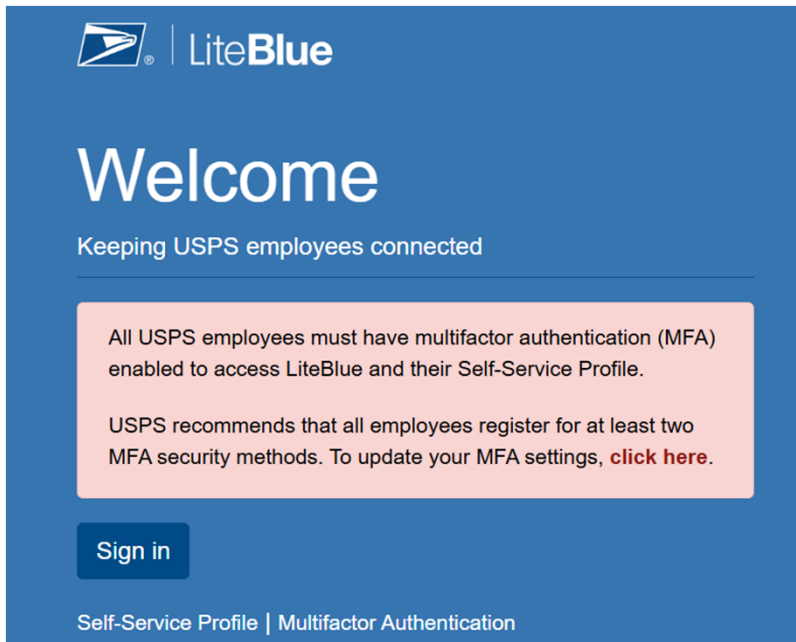 ® | LiteBlue
Welcome
Keeping USPS employees connected
All USPS employees must have multifactor authentication (MFA)
enabled to access LiteBlue and their Self-Service Profile.
USPS recommends that all employees register for at least two
MFA security methods. To update your MFA settings, click here.
Sign in
Self-Service Profile | Multifactor Authentication